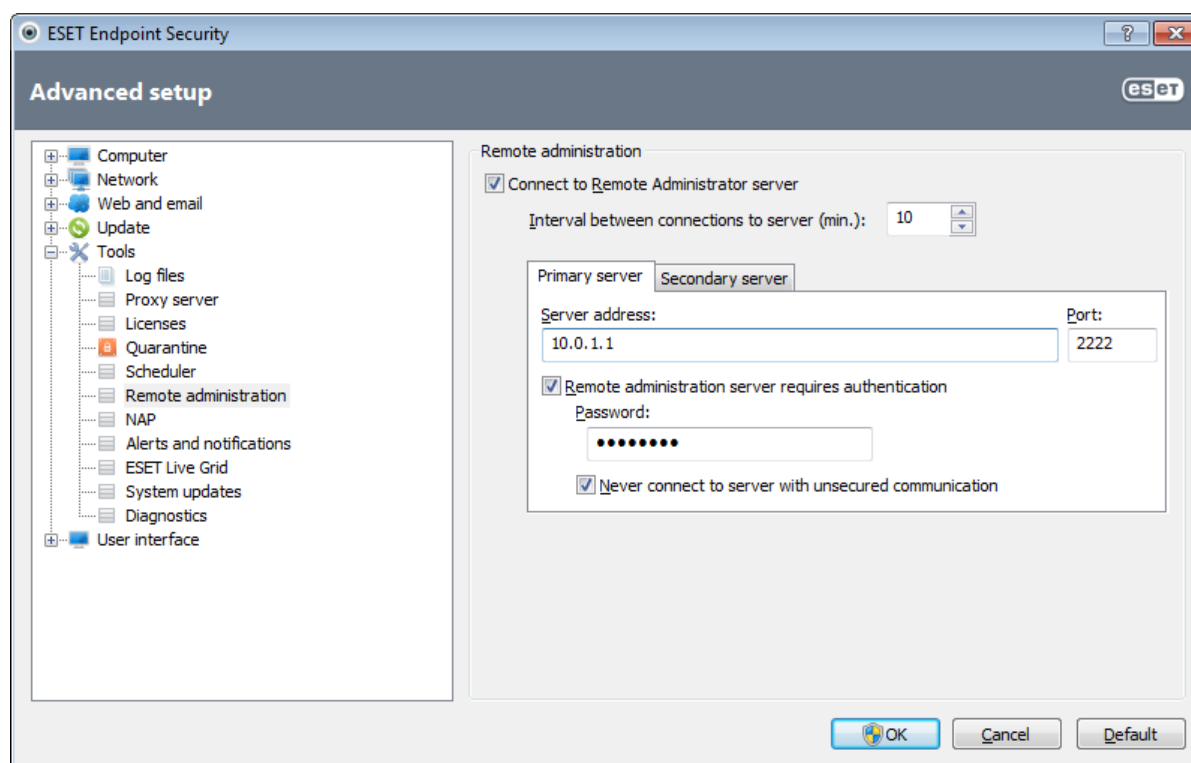 ESET Endpoint Security
?
Advanced setup
eset
Computer
Network
Web and email
Update
Tools
Log files
Proxy server
Licenses
Quarantine
Scheduler
Remote administration
NAP
Alerts and notifications
ESET Live Grid
System updates
Diagnostics
User interface
Remote administration
Connect to Remote Administrator server
Interval between connections to server (min.): 10
Primary server Secondary server
Server address: Port:
10.0.1.1 2222
Remote administration server requires authentication
Password:
••••••••
Never connect to server with unsecured communication
OK Cancel Default